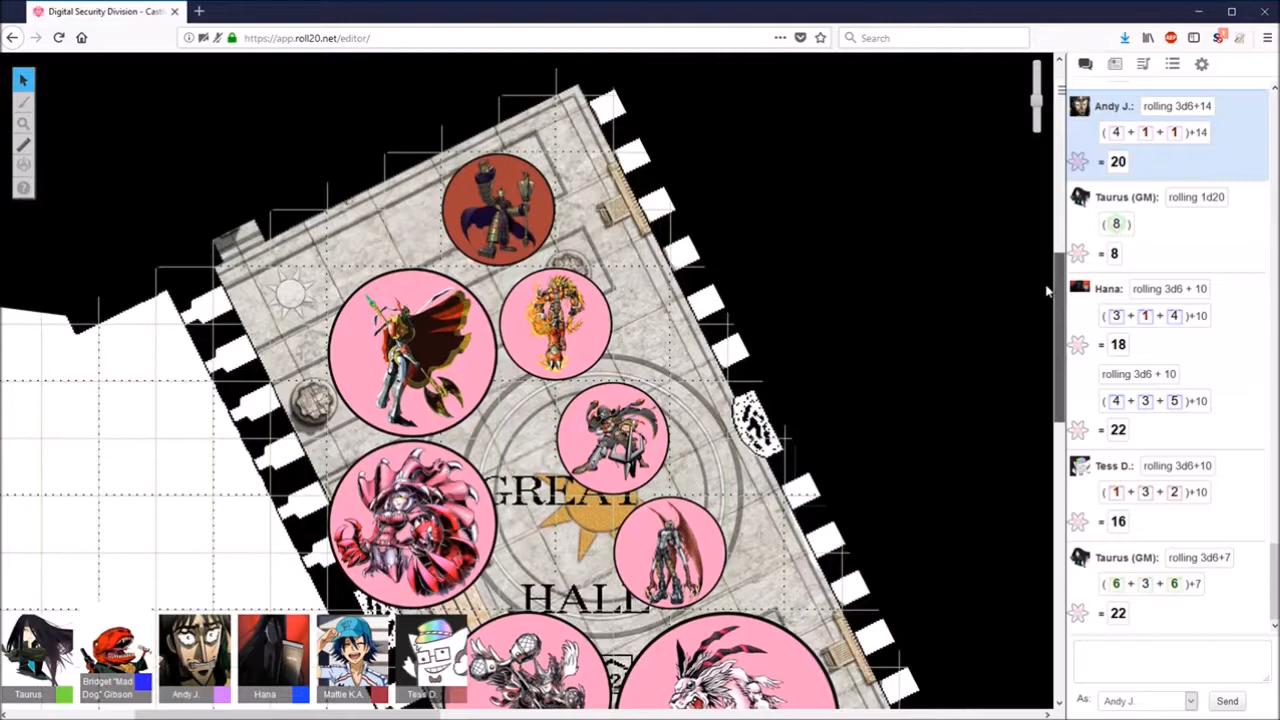 Digital Security Division - Castl
https://app.roll20.net/editor/
Search
Andy J.: rolling 3d6+14
( 4 + 1 + 1 )+14
= 20
Taurus (GM): rolling 1d20
( 8 )
= 8
Hana: rolling 3d6 + 10
( 3 + 1 + 4 )+10
= 18
rolling 3d6 + 10
( 4 + 3 + 5 )+10
= 22
Tess D.: rolling 3d6+10
( 1 + 3 + 2 )+10
= 16
Taurus (GM): rolling 3d6+7
( 6 + 3 + 6 )+7
= 22
GREAT
HALL
Taurus
Bridget "Mad
Dog" Gibson
Andy J.
Hana
Mattie K.A.
Tess D.
As: Andy J. Send